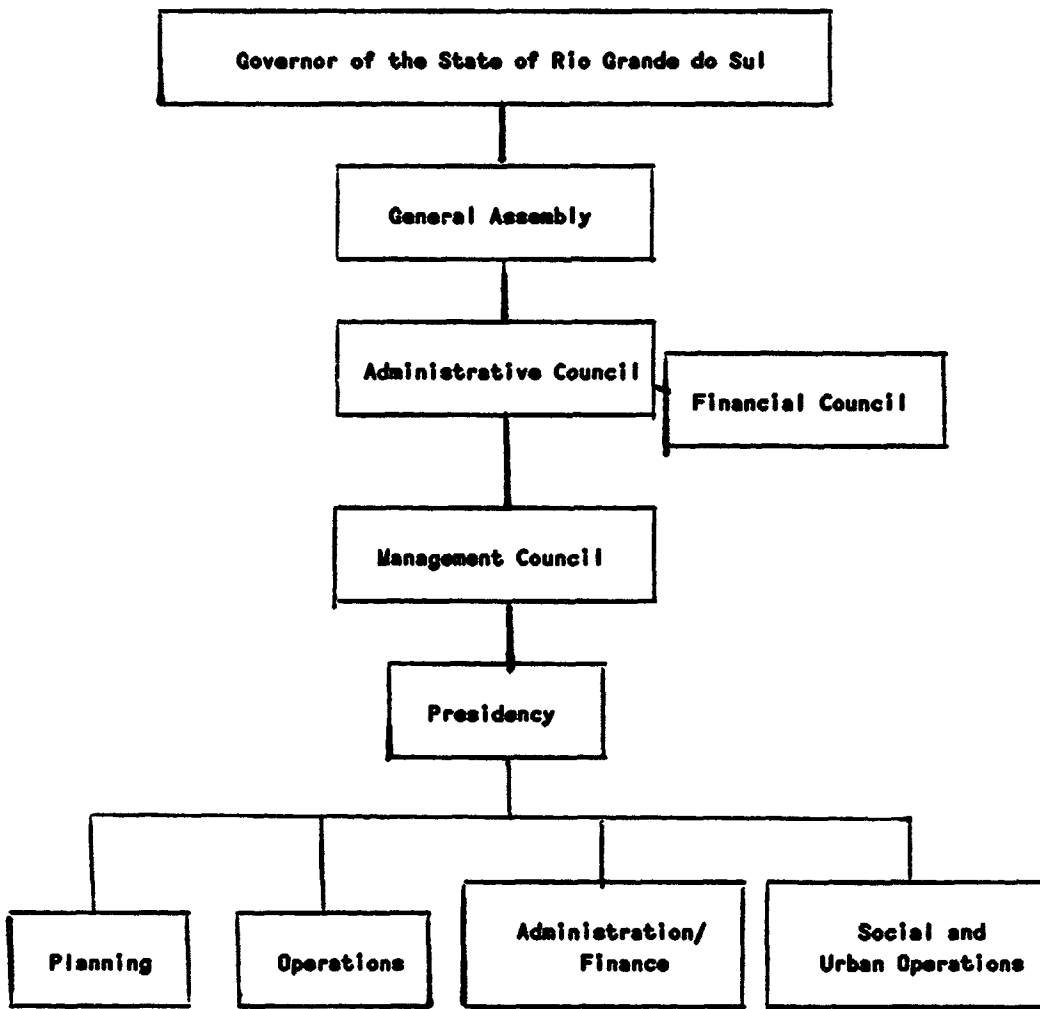 Governor of the State of Rio Grande do Sul
General Assembly
Administrative Council
Financial Council
Management Council
Presidency
Planning
Operations
Administration/
Finance
Social and
Urban Operations